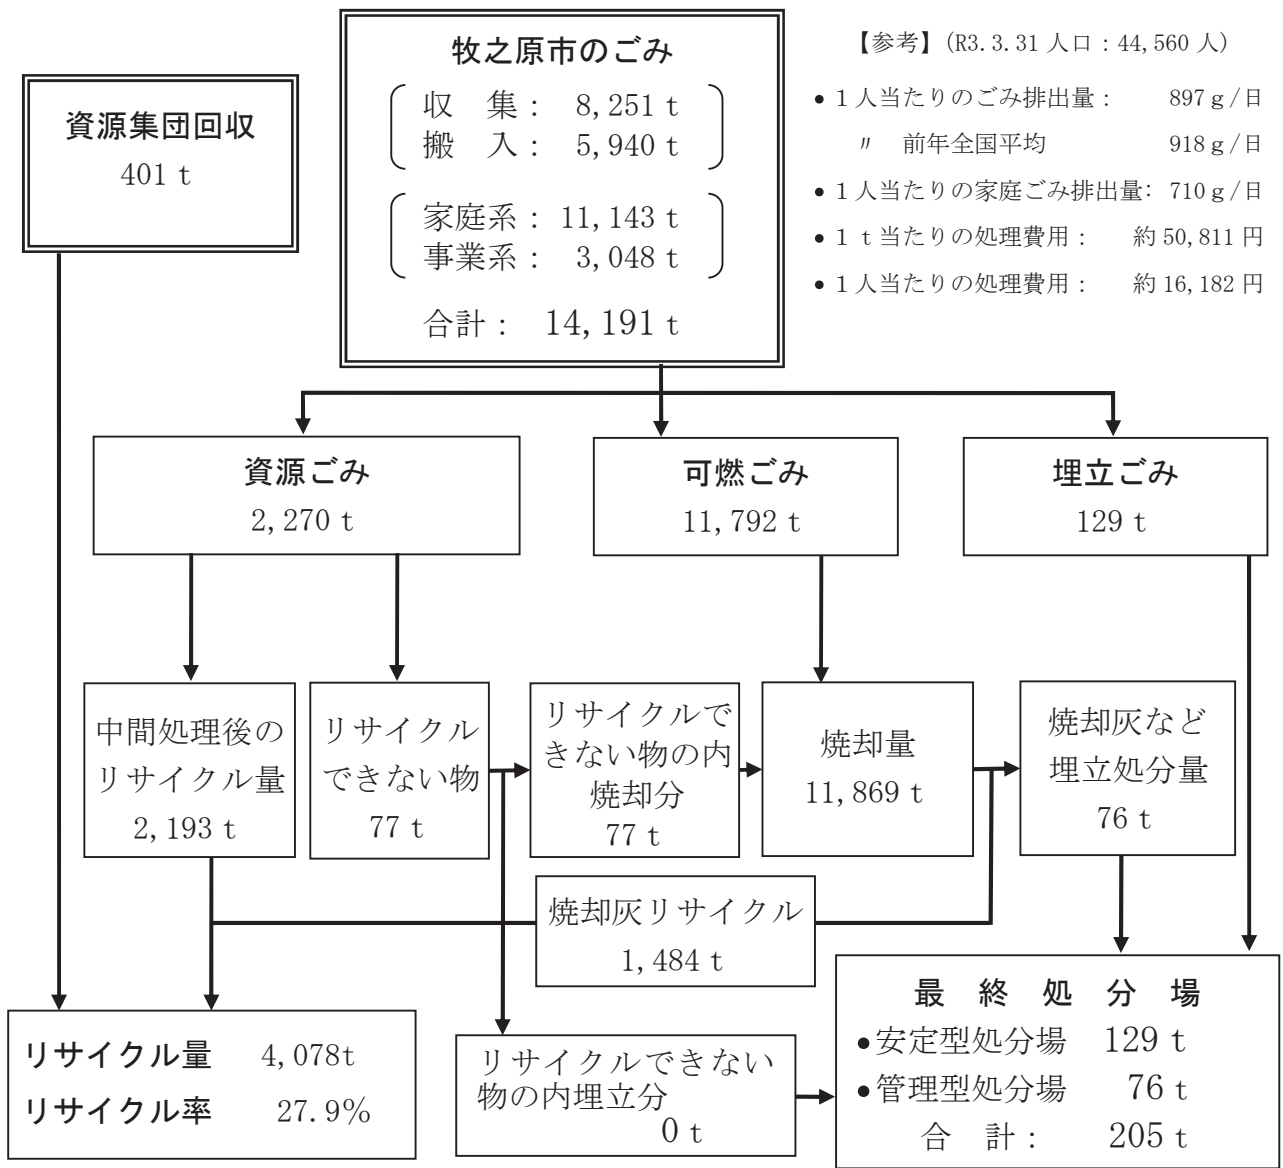 牧之原市のごみ
収 集： 8,251 t
搬 入： 5,940 t
家庭系： 11,143 t
事業系： 3,048 t
合計： 14,191 t
資源集団回収
401 t
【参考】(R3.3.31 人口：44,560 人)
● 1 人当たりのごみ排出量： 897 g /日
〃 前年全国平均 918 g /日
● 1 人当たりの家庭ごみ排出量： 710 g /日
● 1 t 当たりの処理費用： 約 50,811 円
● 1 人当たりの処理費用： 約 16,182 円
資源ごみ
2,270 t
可燃ごみ
11,792 t
埋立ごみ
129 t
中間処理後の
リサイクル量
2,193 t
リサイクル
できない物
77 t
リサイクルで
きない物の内
焼却分
77 t
焼却量
11,869 t
焼却灰など
埋立処分量
76 t
焼却灰リサイクル
1,484 t
リサイクル量 4,078t
リサイクル率 27.9%
リサイクルできない
物の内埋立分
0 t
最 終 処 分 場
●安定型処分場 129 t
●管理型処分場 76 t
合 計： 205 t